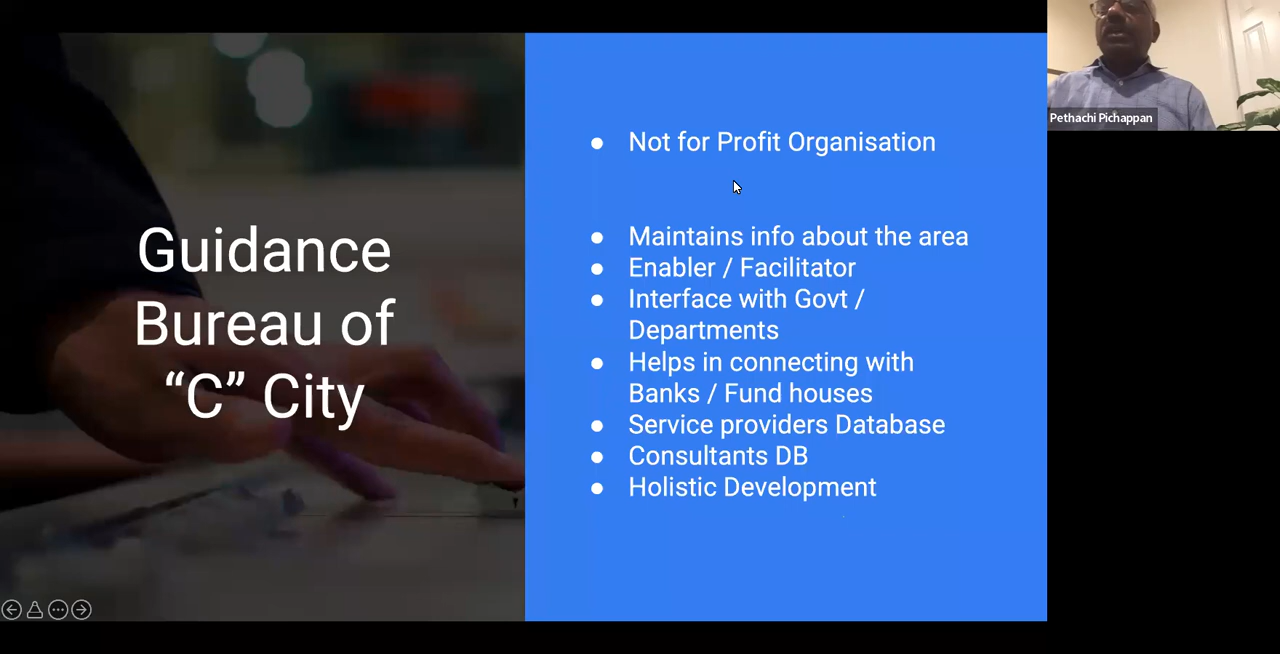 Guidance
Bureau of
“C” City
● Not for Profit Organisation
● Maintains info about the area
● Enabler / Facilitator
● Interface with Govt /
Departments
● Helps in connecting with
Banks / Fund houses
● Service providers Database
● Consultants DB
● Holistic Development
Pethachi Pichappan